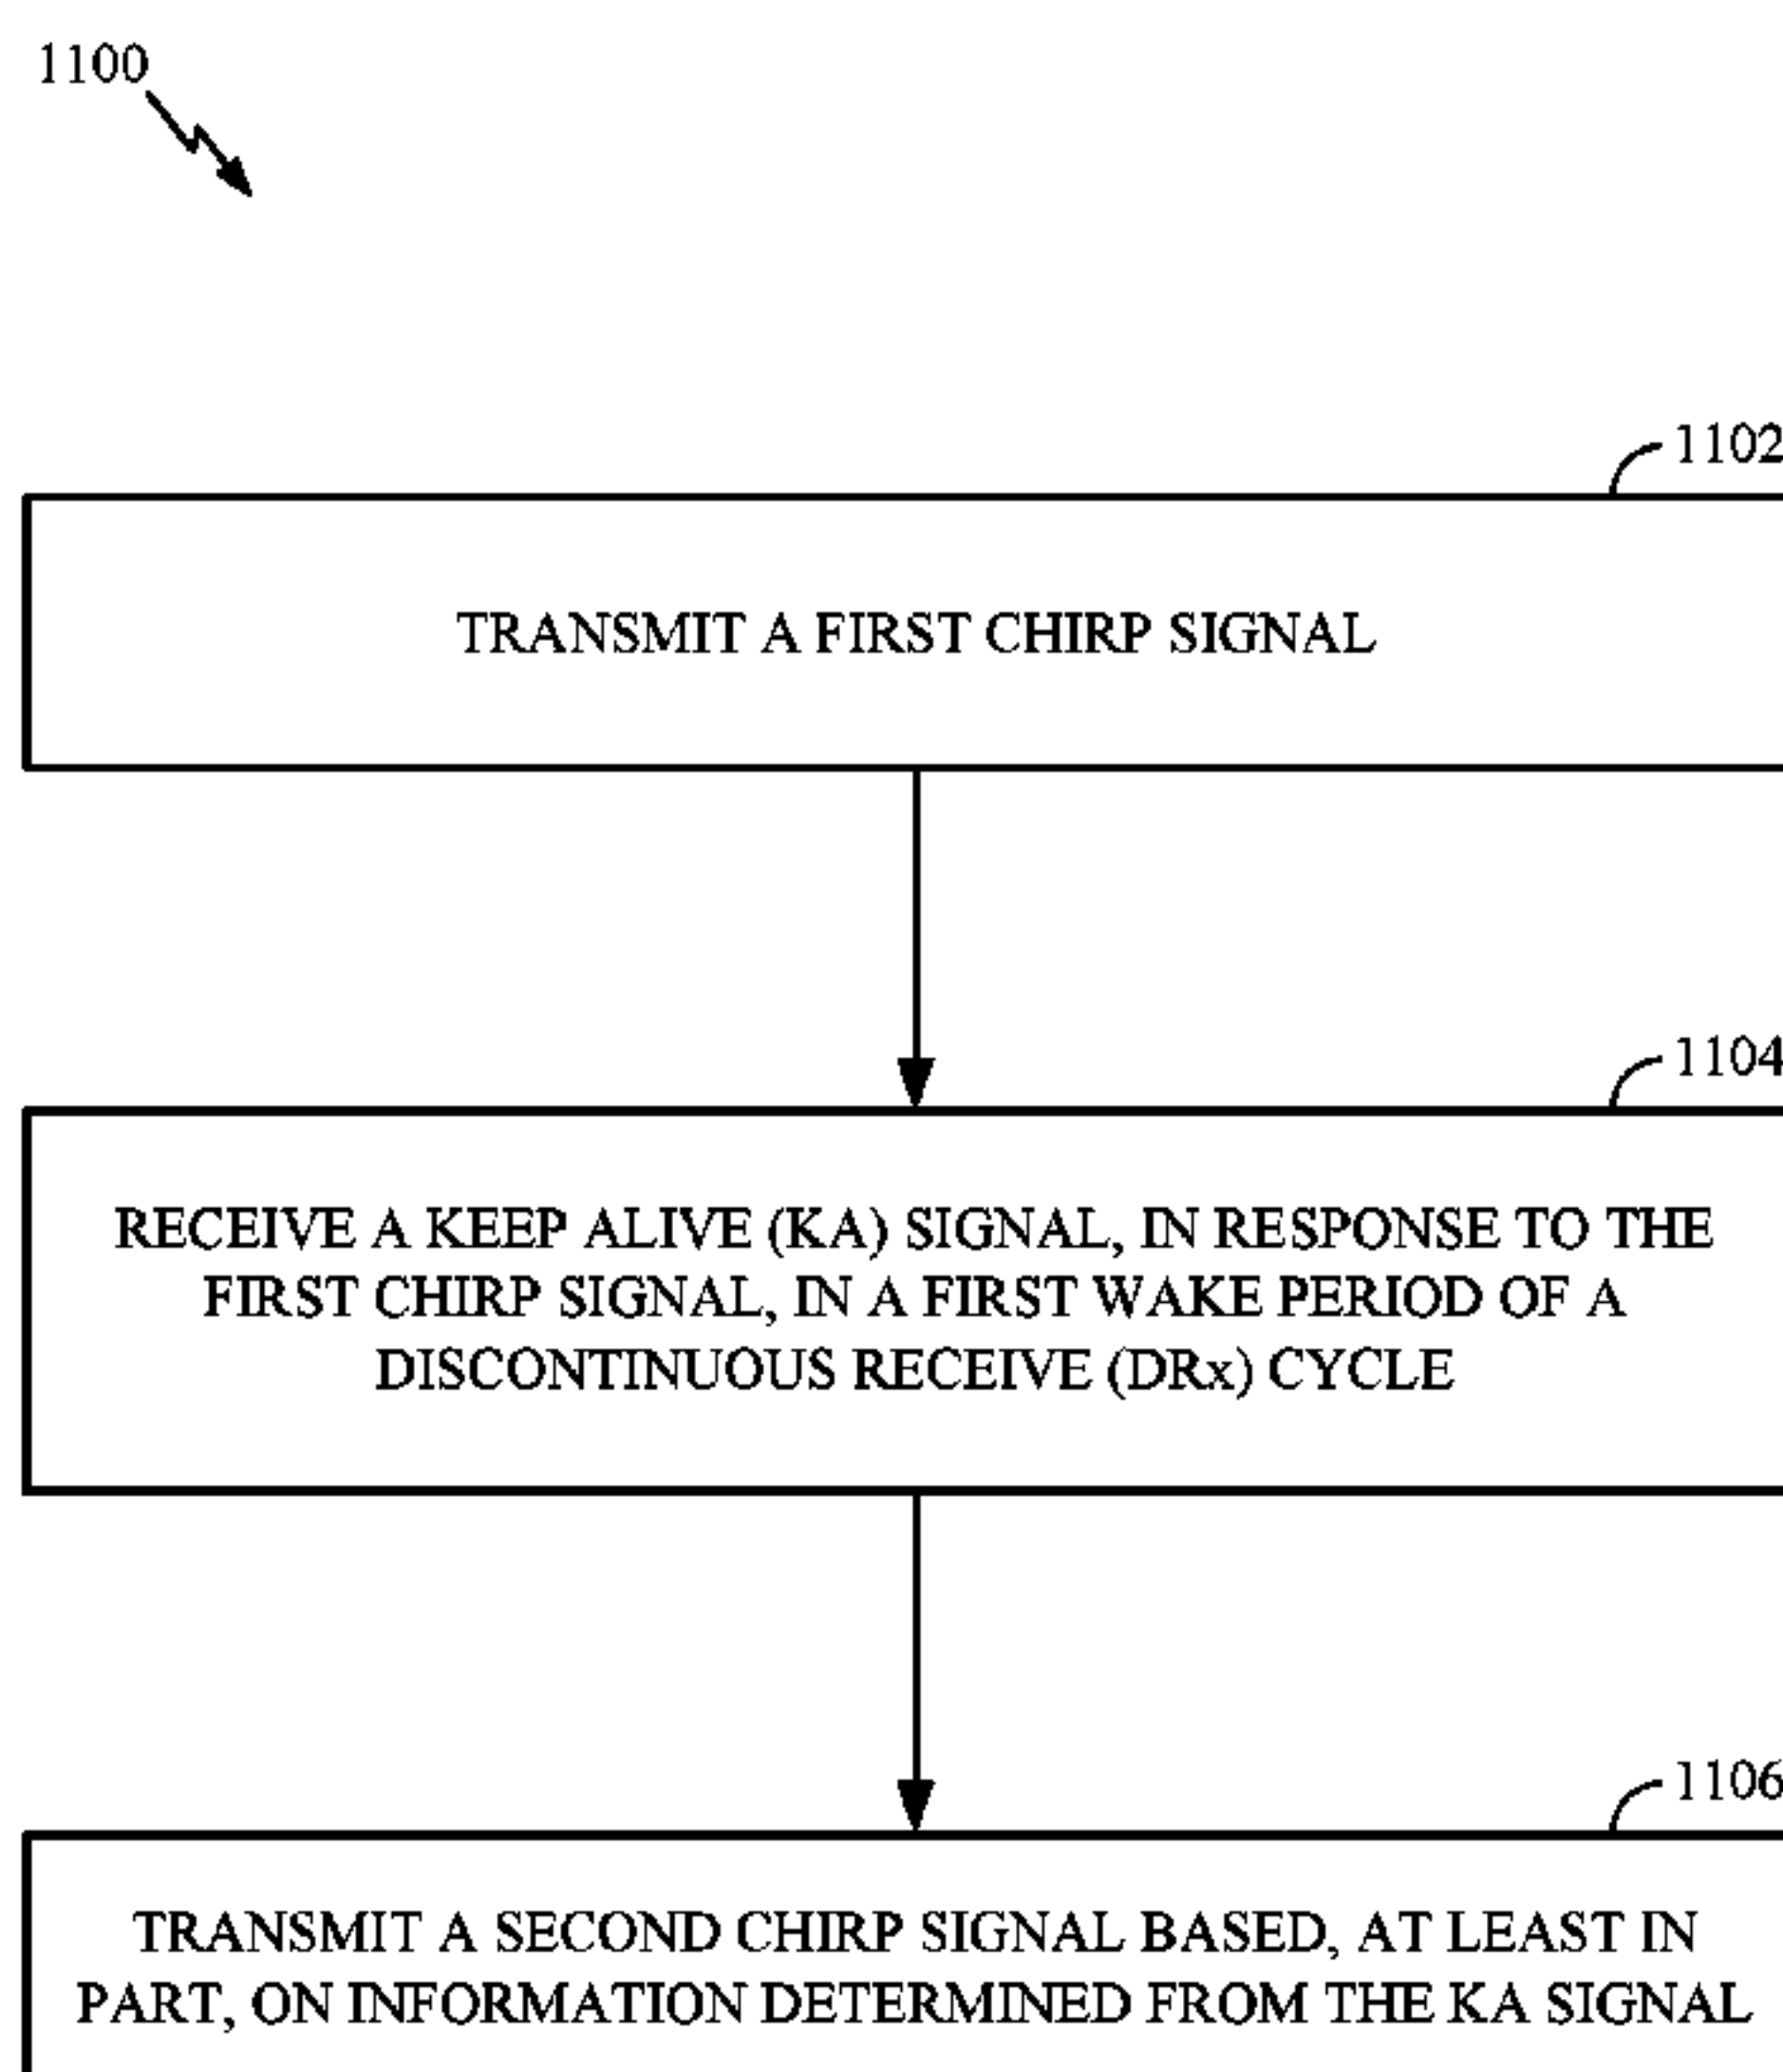 1100
1102
TRANSMIT A FIRST CHIRP SIGNAL
1104
RECEIVE A KEEP ALIVE (KA) SIGNAL, IN RESPONSE TO THE
FIRST CHIRP SIGNAL, IN A FIRST WAKE PERIOD OF A
DISCONTINUOUS RECEIVE (DRx) CYCLE
1106
TRANSMIT A SECOND CHIRP SIGNAL BASED, AT LEAST IN
PART, ON INFORMATION DETERMINED FROM THE KA SIGNAL